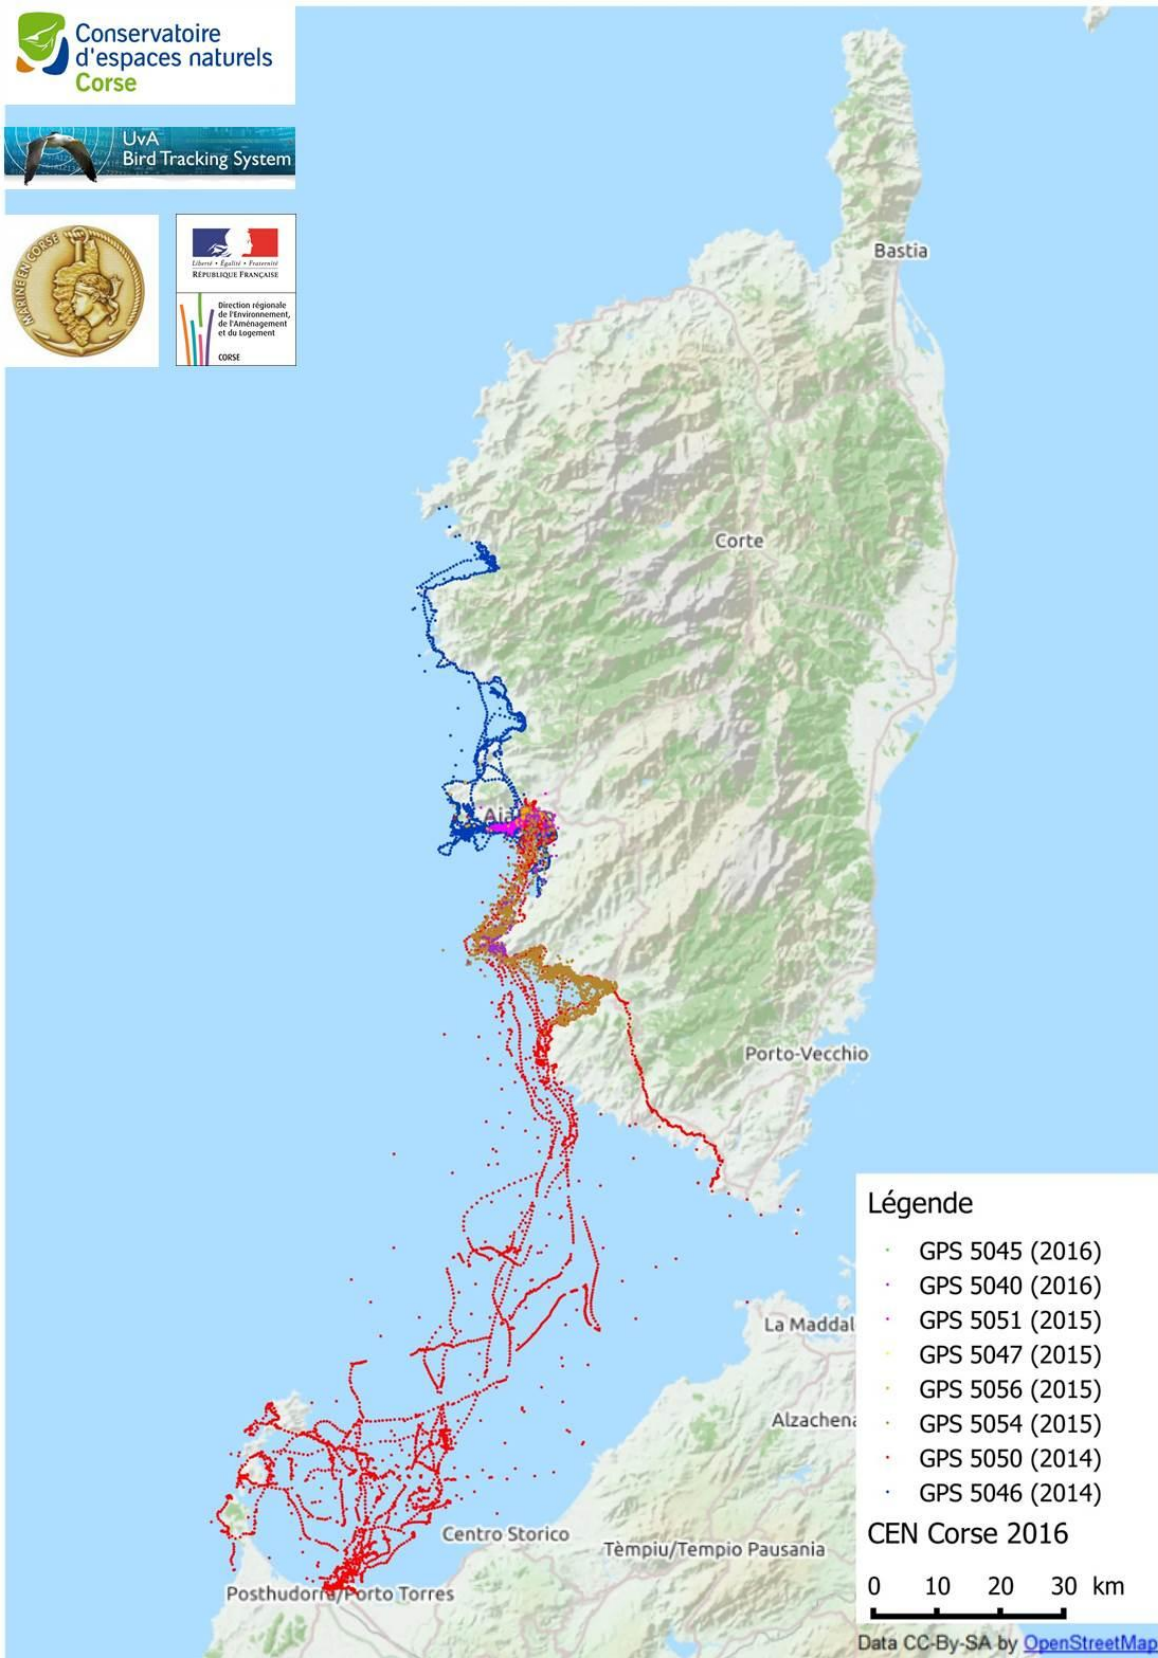 Conservatoire
d'espaces naturels
Corse
UvA
Bird Tracking System
MARINE EN CORSE
Liberté • Égalité • Fraternité
RÉPUBLIQUE FRANÇAISE
Direction régionale
de l'Environnement,
de l'Aménagement
et du Logement
CORSE
Bastia
Corte
Aia
Porto-Vecchio
La Maddal
Alzachena
Centro Storico
Tèmpiu/Tempio Pausania
Posthudorra/Porto Torres
Légende
GPS 5045 (2016)
GPS 5040 (2016)
GPS 5051 (2015)
GPS 5047 (2015)
GPS 5056 (2015)
GPS 5054 (2015)
GPS 5050 (2014)
GPS 5046 (2014)
CEN Corse 2016
0 10 20 30 km
Data CC-By-SA by OpenStreetMap